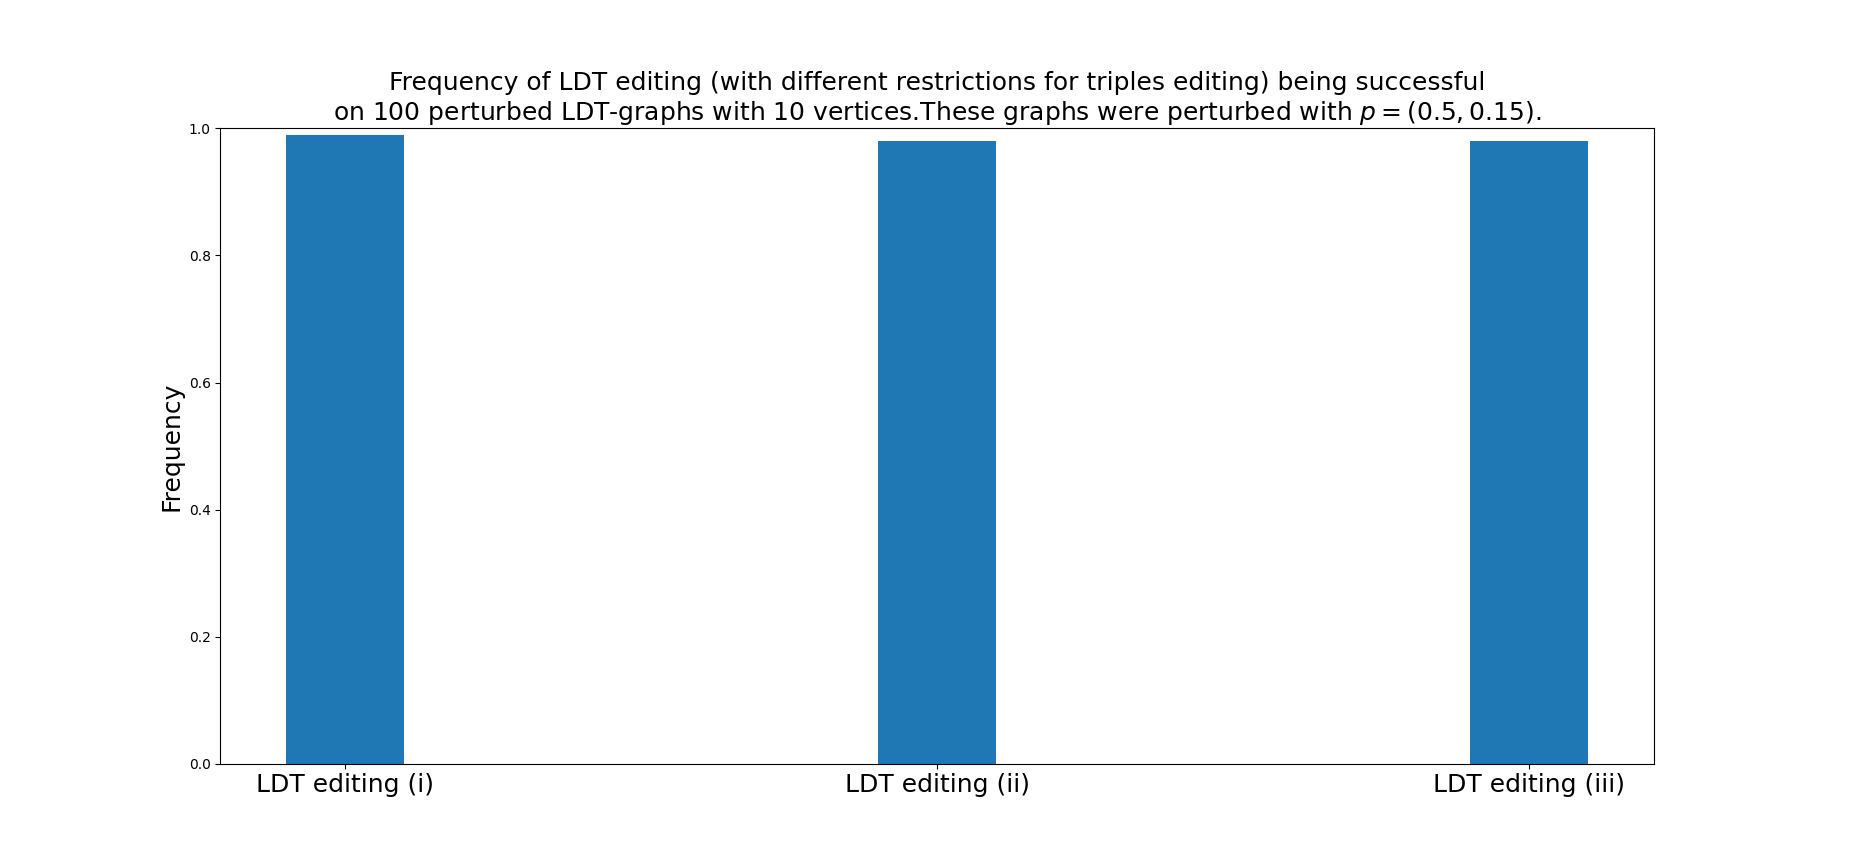 Frequency of LDT editing (with different restrictions for triples editing) being successful
on 100 perturbed LDT-graphs with 10 vertices.These graphs were perturbed with p = (0.5, 0.15).
1.0
0.8
0.6
0.4
0.2
0.0
Frequency
LDT editing (i)
LDT editing (ii)
LDT editing (iii)